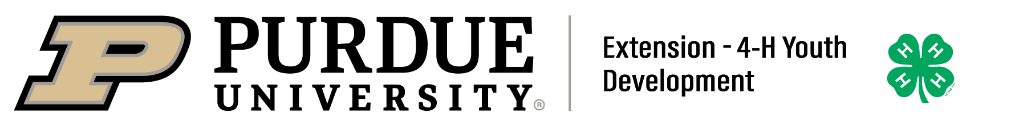 P PURDUE
UNIVERSITY®
Extension - 4-H Youth
Development
H H
H H